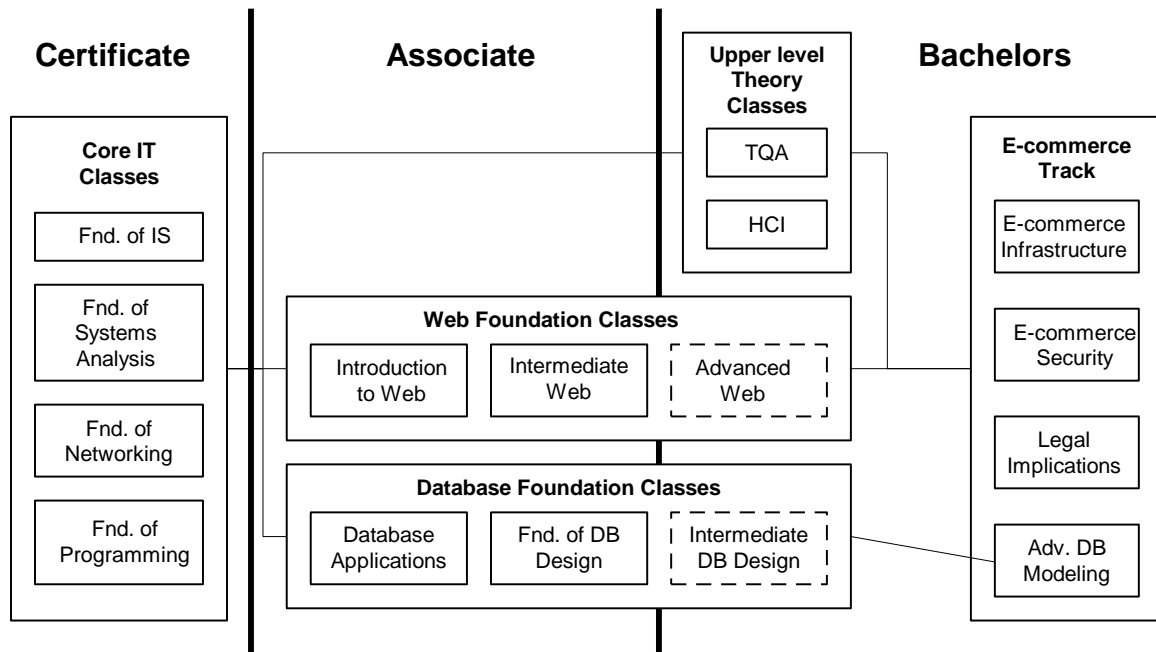 Certificate
Associate
Bachelors
Core IT
Classes
Fnd. of IS
Fnd. of
Systems
Analysis
Fnd. of
Networking
Fnd. of
Programming
Upper level
Theory
Classes
TQA
HCI
Web Foundation Classes
Introduction
to Web
Intermediate
Web
Advanced
Web
Database Foundation Classes
Database
Applications
Fnd. of DB
Design
Intermediate
DB Design
E-commerce
Track
E-commerce
Infrastructure
E-commerce
Security
Legal
Implications
Adv. DB
Modeling